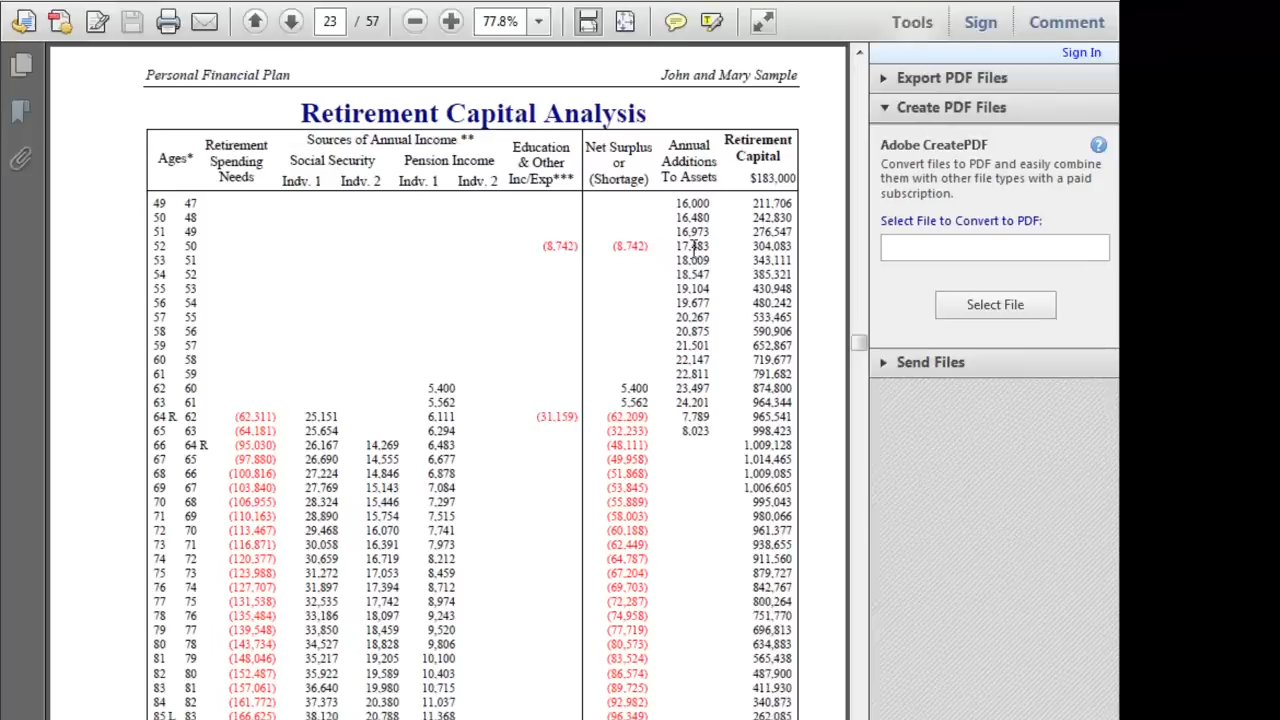 23 / 57 77.8% Tools Sign Comment
Sign In
Personal Financial Plan John and Mary Sample
Retirement Capital Analysis
Ages* Retirement Spending Needs Sources of Annual Income ** Social Security Indv. 1 Indv. 2 Pension Income Indv. 1 Indv. 2 Education & Other Inc/Exp*** Net Surplus or (Shortage) Annual Additions To Assets Retirement Capital $183,000
49 47 16,000 211,706
50 48 16,480 242,830
51 49 16,973 276,547
52 50 (8,742) (8,742) 17,483 304,083
53 51 18,009 343,111
54 52 18,547 385,321
55 53 19,104 430,948
56 54 19,677 480,242
57 55 20,267 533,465
58 56 20,875 590,906
59 57 21,501 652,867
60 58 22,147 719,677
61 59 22,811 791,682
62 60 5,400 5,400 23,497 874,800
63 61 5,562 5,562 24,201 964,344
64 R 62 (62,311) 25,151 6,111 (31,159) (62,209) 7,789 965,541
65 63 (64,181) 25,654 6,294 (32,233) 8,023 998,423
66 64 R (95,030) 26,167 14,269 6,483 (48,111) 1,009,128
67 65 (97,880) 26,690 14,555 6,677 (49,958) 1,014,465
68 66 (100,816) 27,224 14,846 6,878 (51,868) 1,009,085
69 67 (103,840) 27,769 15,143 7,084 (53,845) 1,006,605
70 68 (106,955) 28,324 15,446 7,297 (55,889) 995,043
71 69 (110,163) 28,890 15,754 7,515 (58,003) 980,066
72 70 (113,467) 29,468 16,070 7,741 (60,188) 961,377
73 71 (116,871) 30,058 16,391 7,973 (62,449) 938,655
74 72 (120,377) 30,659 16,719 8,212 (64,787) 911,560
75 73 (123,988) 31,272 17,053 8,459 (67,204) 879,727
76 74 (127,707) 31,897 17,394 8,712 (69,703) 842,767
77 75 (131,538) 32,535 17,742 8,974 (72,287) 800,264
78 76 (135,484) 33,186 18,097 9,243 (74,958) 751,770
79 77 (139,548) 33,850 18,459 9,520 (77,719) 696,813
80 78 (143,734) 34,527 18,828 9,806 (80,573) 634,883
81 79 (148,046) 35,217 19,205 10,100 (83,524) 565,438
82 80 (152,487) 35,922 19,589 10,403 (86,574) 487,900
83 81 (157,061) 36,640 19,980 10,715 (89,725) 411,930
84 82 (161,772) 37,373 20,380 11,037 (92,982) 340,873
85 L 83 (166,625) 38,120 20,788 11,368 (96,349) 262,085
Export PDF Files
Create PDF Files
Adobe CreatePDF
Convert files to PDF and easily combine
them with other file types with a paid
subscription.
Select File to Convert to PDF:
Select File
Send Files